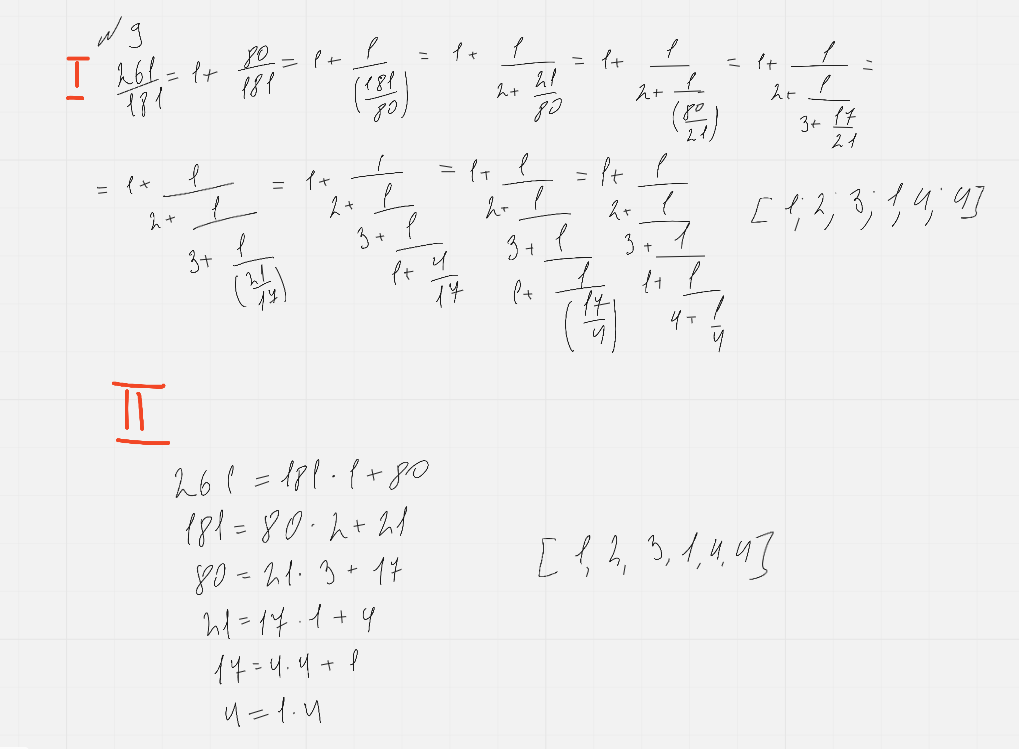 № 9
I 261/181 = 1 + 80/181 = 1 + 1/(181/80) = 1 + 1/(2 + 21/80) = 1 + 1/(2 + 1/(80/21)) = 1 + 1/(2 + 1/(3 + 17/21)) =
= 1 + 1/(2 + 1/(3 + 1/(21/17))) = 1 + 1/(2 + 1/(3 + 1/(1 + 4/17))) = 1 + 1/(2 + 1/(3 + 1/(1 + 1/(17/4)))) = 1 + 1/(2 + 1/(3 + 1/(1 + 1/(4 + 1/4)))) [1; 2; 3; 1, 4; 4]
II
261 = 181 · 1 + 80
181 = 80 · 2 + 21
80 = 21 · 3 + 17 [1, 2, 3, 1, 4, 4]
21 = 17 · 1 + 4
17 = 4 · 4 + 1
4 = 1 · 4